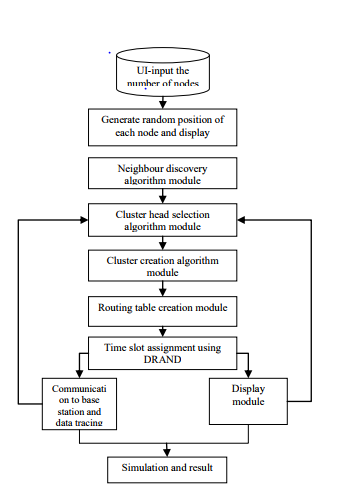 UI-input the
number of nodes
Generate random position of
each node and display
Neighbour discovery
algorithm module
Cluster head selection
algorithm module
Cluster creation algorithm
module
Routing table creation module
Time slot assignment using
DRAND
Communicati
on to base
station and
data tracing
Display
module
Simulation and result